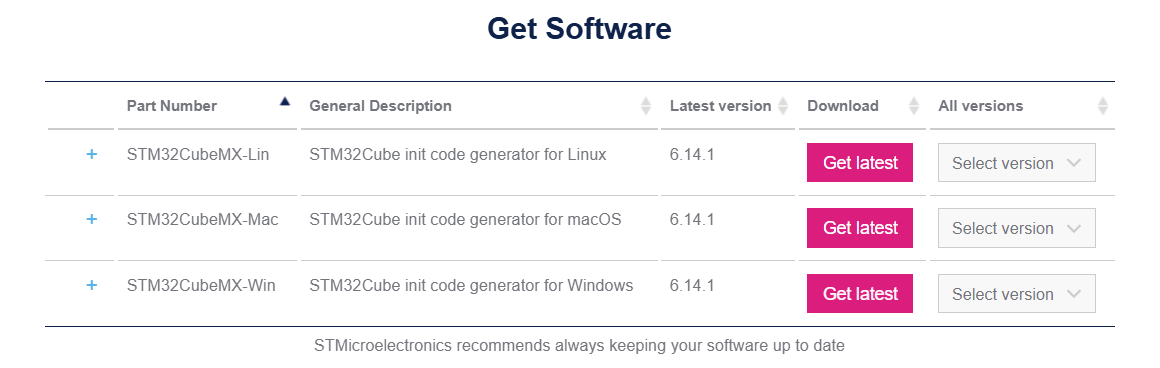 Get Software
Part Number General Description Latest version Download All versions
+ STM32CubeMX-Lin STM32Cube init code generator for Linux 6.14.1 Get latest Select version
+ STM32CubeMX-Mac STM32Cube init code generator for macOS 6.14.1 Get latest Select version
+ STM32CubeMX-Win STM32Cube init code generator for Windows 6.14.1 Get latest Select version
STMicroelectronics recommends always keeping your software up to date